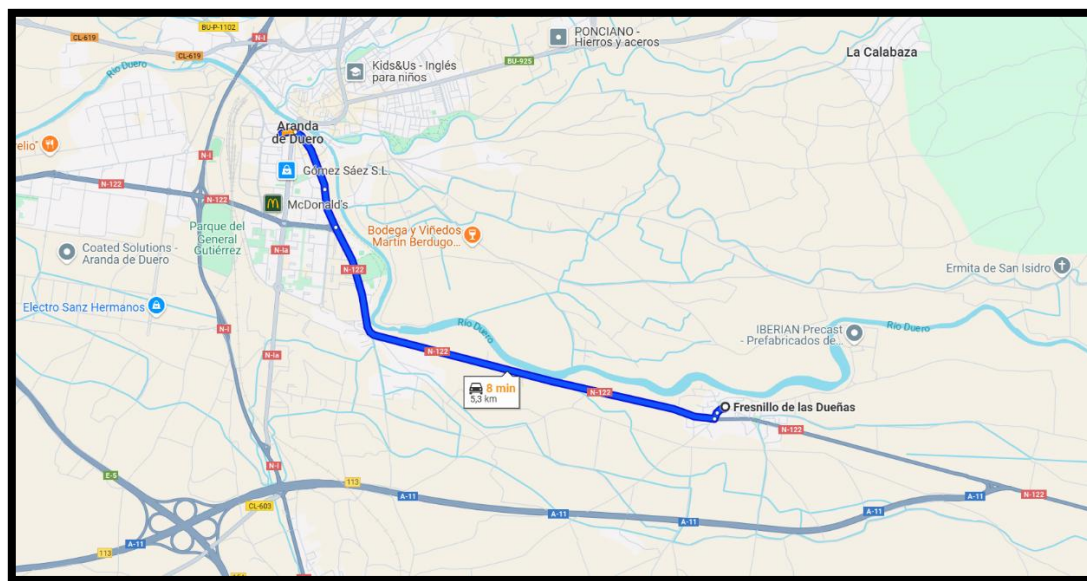 BU-P-1102
N-I
CL-619
CL-619
Río Duero
PONCIANO -
Hierros y aceros
Kids&Us - Inglés
para niños
BU-925
La Calabaza
Aranda
de Duero
N-I
Gómez Sáez S.L
N-122
N-122
McDonald's
Parque del
General
Gutiérrez
Bodega y Viñedos
Martin Berdugo...
Coated Solutions -
Aranda de Duero
N-Ia
N-122
Ermita de San Isidro
Electro Sanz Hermanos
N-I
N-Ia
Río Duero
IBERIAN Precast
- Prefabricados de...
Río Duero
N-122
8 min
5,3 km
N-122
Fresnillo de las Dueñas
N-122
N-I
E-5
113
A-11
A-11
A-11
N-122
CL-603
A-11
A-11
113